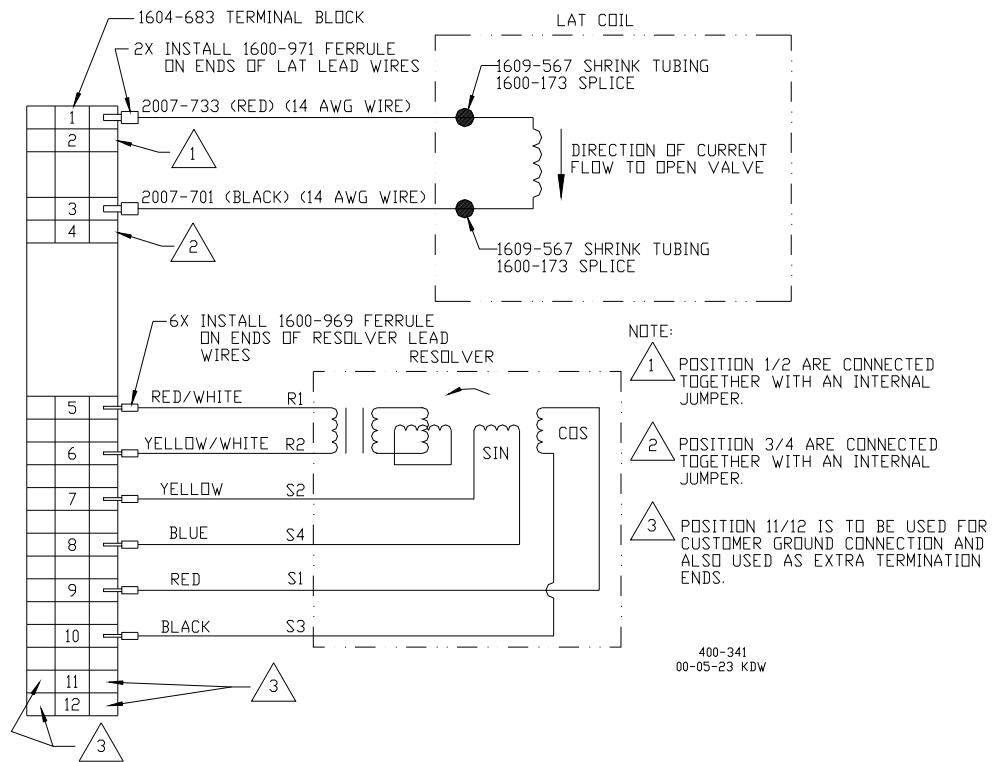 1604-683 TERMINAL BLOCK
2X INSTALL 1600-971 FERRULE
ON ENDS OF LAT LEAD WIRES
LAT COIL
1609-567 SHRINK TUBING
1600-173 SPLICE
2007-733 (RED) (14 AWG WIRE)
1
2
1
DIRECTION OF CURRENT
FLOW TO OPEN VALVE
2007-701 (BLACK) (14 AWG WIRE)
3
4
2
1609-567 SHRINK TUBING
1600-173 SPLICE
6X INSTALL 1600-969 FERRULE
ON ENDS OF RESOLVER LEAD
WIRES
RESOLVER
5
RED/WHITE R1
6
YELLOW/WHITE R2
SIN
COS
7
YELLOW S2
8
BLUE S4
9
RED S1
10
BLACK S3
11
12
3
3
NOTE:
1
POSITION 1/2 ARE CONNECTED
TOGETHER WITH AN INTERNAL
JUMPER.
2
POSITION 3/4 ARE CONNECTED
TOGETHER WITH AN INTERNAL
JUMPER.
3
POSITION 11/12 IS TO BE USED FOR
CUSTOMER GROUND CONNECTION AND
ALSO USED AS EXTRA TERMINATION
ENDS.
400-341
00-05-23 KDW